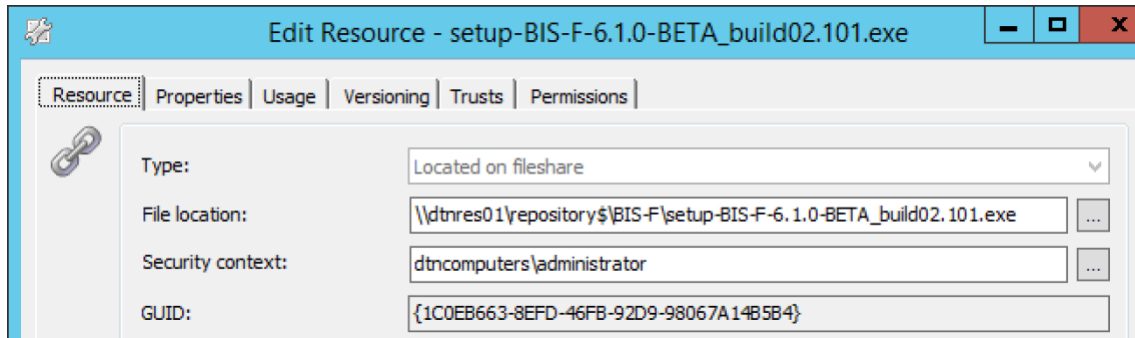 Edit Resource - setup-BIS-F-6.1.0-BETA_build02.101.exe
Resource Properties Usage Versioning Trusts Permissions
Type: Located on fileshare
File location: \\dtnres01\repository$\BIS-F\setup-BIS-F-6.1.0-BETA_build02.101.exe ...
Security context: dtncomputers\administrator ...
GUID: {1C0EB663-8EFD-46FB-92D9-98067A14B5B4}